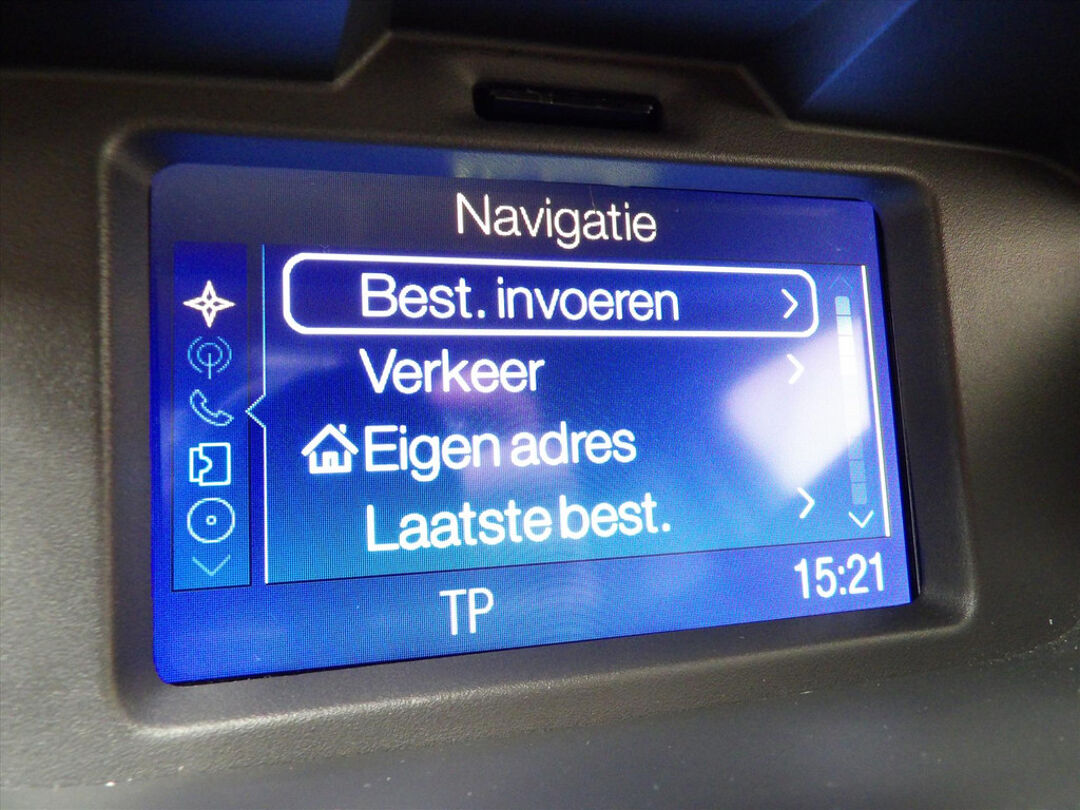 Navigatie
Best. invoeren
Verkeer
Eigen adres
Laatste best.
TP
15:21